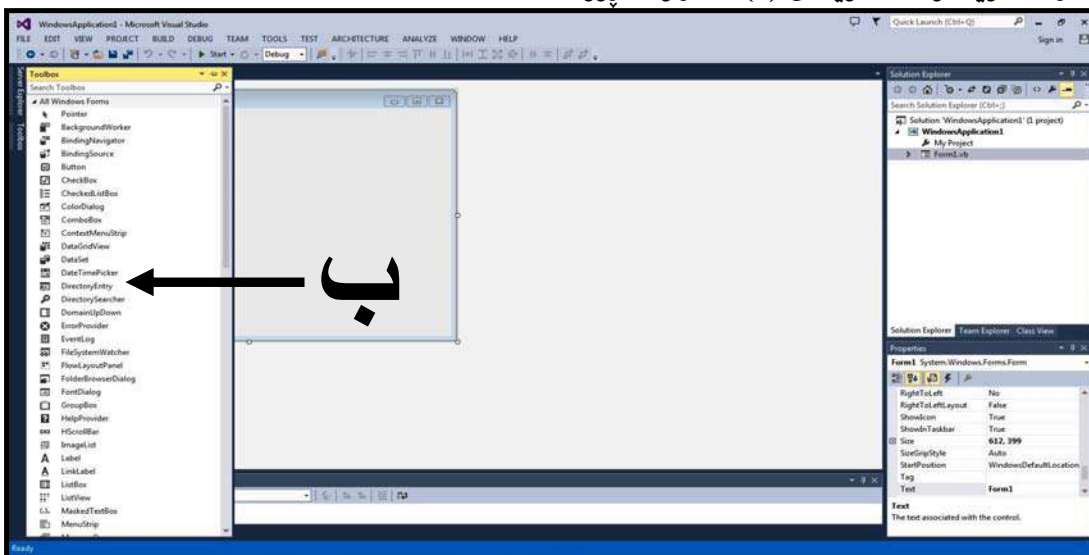 WindowsApplication1 - Microsoft Visual Studio
Quick Launch (Ctrl+Q)
FILE EDIT VIEW PROJECT BUILD DEBUG TEAM TOOLS TEST ARCHITECTURE ANALYZE WINDOW HELP
Sign in
Start
Debug
Server Explorer
Toolbox
Toolbox
Search Toolbox
All Windows Forms
Pointer
BackgroundWorker
BindingNavigator
BindingSource
Button
CheckBox
CheckedListBox
ColorDialog
ComboBox
ContextMenuStrip
DataGridView
DataSet
DateTimePicker
DirectoryEntry
DirectorySearcher
DomainUpDown
ErrorProvider
EventLog
FileSystemWatcher
FlowLayoutPanel
FolderBrowserDialog
FontDialog
GroupBox
HelpProvider
HScrollBar
ImageList
Label
LinkLabel
ListBox
ListView
MaskedTextBox
MenuStrip
ب
Solution Explorer
Search Solution Explorer (Ctrl+;)
Solution 'WindowsApplication1' (1 project)
WindowsApplication1
My Project
Form1.vb
Solution Explorer Team Explorer Class View
Properties
Form1 System.Windows.Forms.Form
RightToLeft No
RightToLeftLayout False
ShowIcon True
ShowInTaskbar True
Size 612, 399
SizeGripStyle Auto
StartPosition WindowsDefaultLocation
Tag
Text Form1
Text
The text associated with the control.
Ready